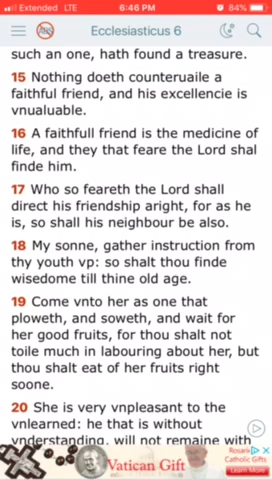 Extended LTE 6:46 PM 84%
Ecclesiasticus 6
such an one, hath found a treasure.
15 Nothing doeth counteruaile a
faithful friend, and his excellencie is
vnualuable.
16 A faithfull friend is the medicine of
life, and they that feare the Lord shal
finde him.
17 Who so feareth the Lord shall
direct his friendship aright, for as he
is, so shall his neighbour be also.
18 My sonne, gather instruction from
thy youth vp: so shalt thou finde
wisedome till thine old age.
19 Come vnto her as one that
ploweth, and soweth, and wait for
her good fruits, for thou shalt not
toile much in labouring about her, but
thou shalt eat of her fruits right
soone.
20 She is very vnpleasant to the
vnlearned: he that is without
vnderstanding, will not remaine with
Vatican Gift
Catholic Gifts
Learn More